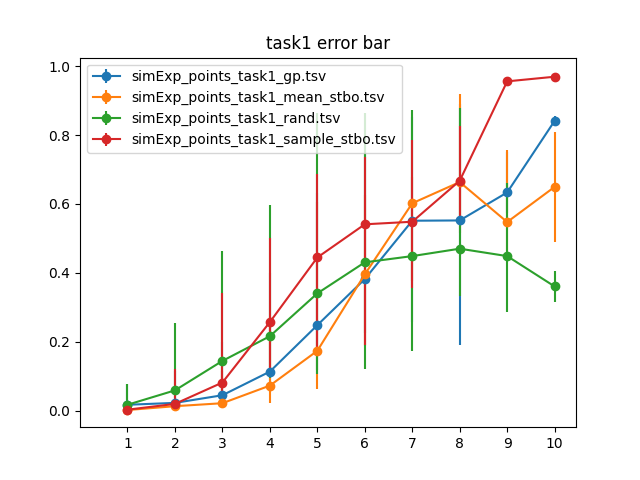 task1 error bar
1.0
0.8
0.6
0.4
0.2
0.0
simExp_points_task1_gp.tsv
simExp_points_task1_mean_stbo.tsv
simExp_points_task1_rand.tsv
simExp_points_task1_sample_stbo.tsv
1 2 3 4 5 6 7 8 9 10